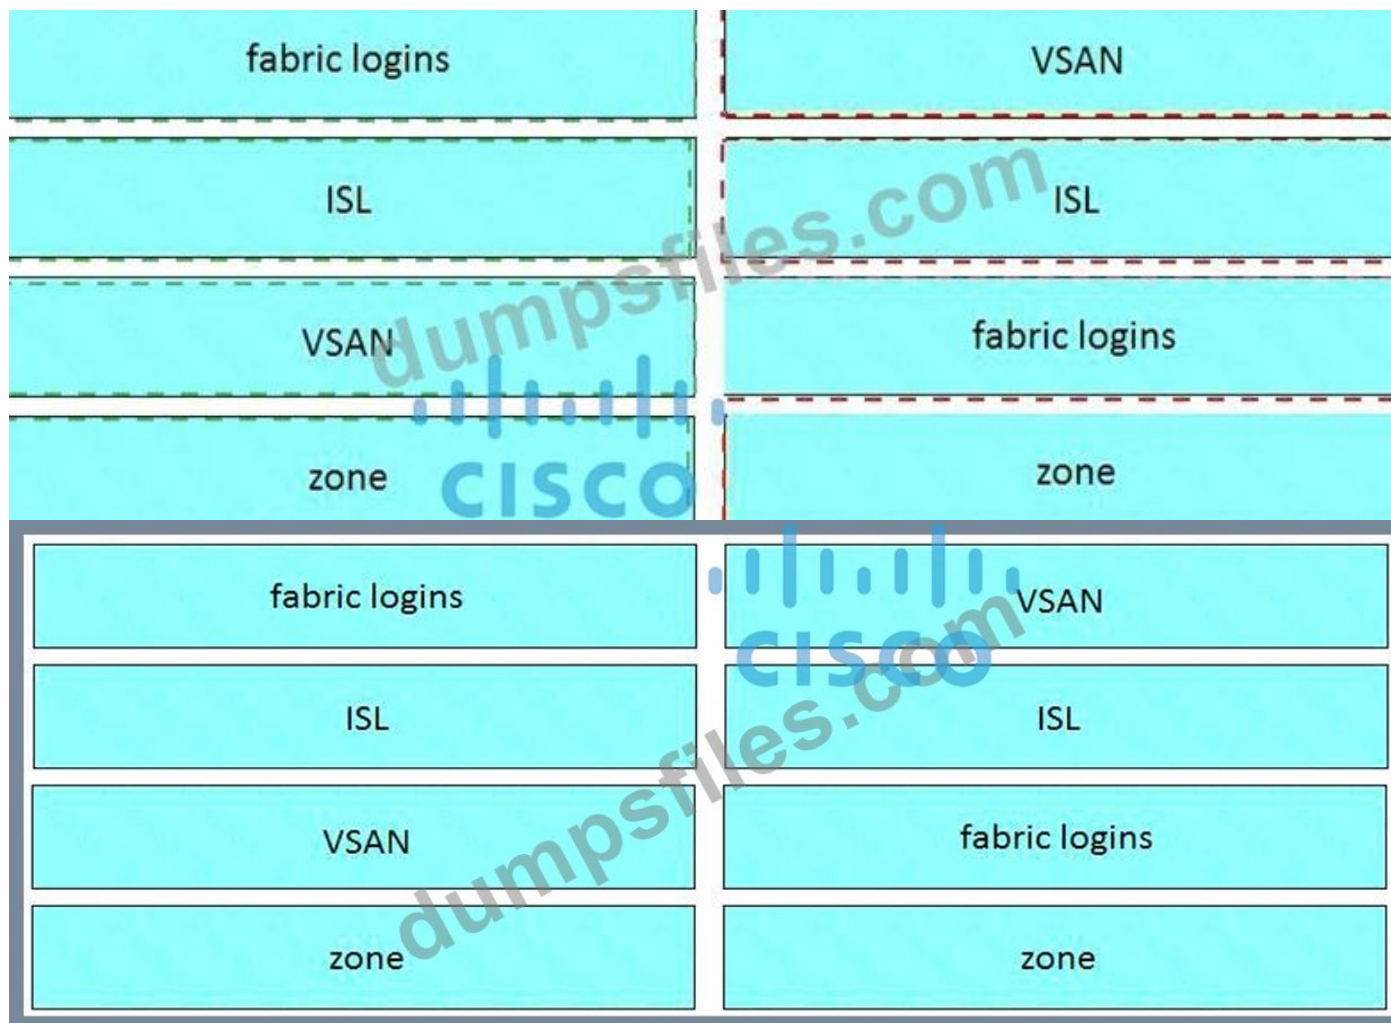 fabric logins VSAN
ISL ISL
dumpsfiles.com
VSAN fabric logins
CISCO
zone zone
fabric logins VSAN
CISCO
ISL ISL
dumpsfiles.com
VSAN fabric logins
zone zone